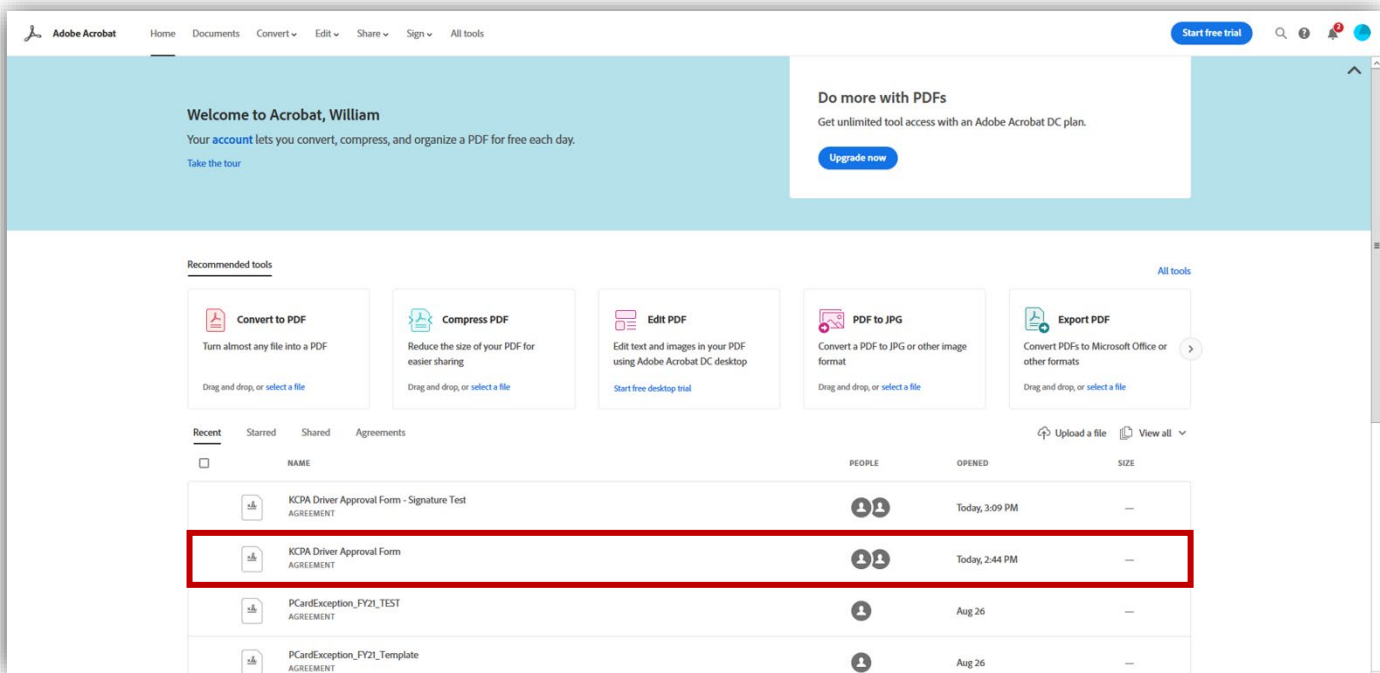 Adobe Acrobat Home Documents Convert Edit Share Sign All tools Start free trial 2
Welcome to Acrobat, William
Your account lets you convert, compress, and organize a PDF for free each day.
Take the tour
Do more with PDFs
Get unlimited tool access with an Adobe Acrobat DC plan.
Upgrade now
Recommended tools
All tools
Convert to PDF
Turn almost any file into a PDF
Drag and drop, or select a file
Compress PDF
Reduce the size of your PDF for
easier sharing
Drag and drop, or select a file
Edit PDF
Edit text and images in your PDF
using Adobe Acrobat DC desktop
Start free desktop trial
PDF to JPG
Convert a PDF to JPG or other image
format
Drag and drop, or select a file
Export PDF
Convert PDFs to Microsoft Office or
other formats
Drag and drop, or select a file
Recent Starred Shared Agreements Upload a file View all
NAME PEOPLE OPENED SIZE
KCPA Driver Approval Form - Signature Test
AGREEMENT
Today, 3:09 PM —
KCPA Driver Approval Form
AGREEMENT
Today, 2:44 PM —
PCardException_FY21_TEST
AGREEMENT
Aug 26 —
PCardException_FY21_Template
AGREEMENT
Aug 26 —